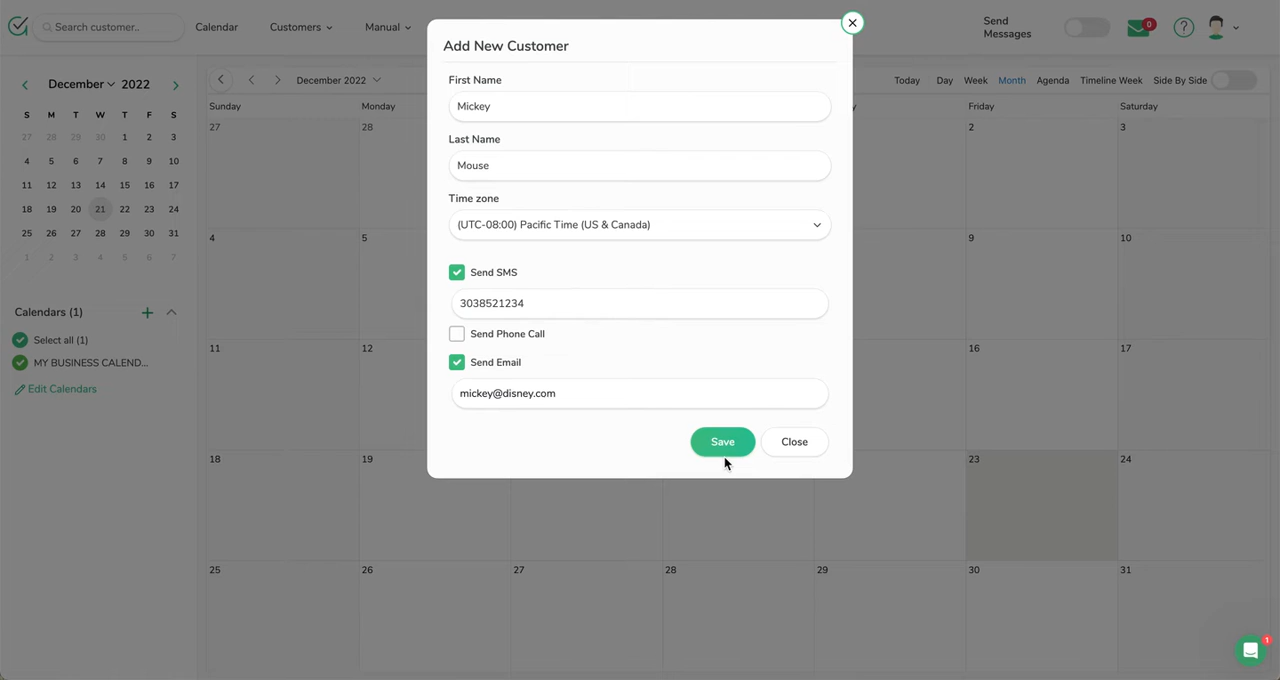 Search customer..
Calendar
Customers
Manual
Send
Messages
0
Add New Customer
First Name
Mickey
Last Name
Mouse
Time zone
(UTC-08:00) Pacific Time (US & Canada)
Send SMS
3038521234
Send Phone Call
Send Email
mickey@disney.com
Save
Close
December 2022
S M T W T F S
27 28 29 30 1 2 3
4 5 6 7 8 9 10
11 12 13 14 15 16 17
18 19 20 21 22 23 24
25 26 27 28 29 30 31
1 2 3 4 5 6 7
Calendars (1)
Select all (1)
MY BUSINESS CALEND...
Edit Calendars
December 2022
Today Day Week Month Agenda Timeline Week Side By Side
Sunday Monday y Friday Saturday
27 28 2 3
4 5 9 10
11 12 16 17
18 19 23 24
25 26 27 28 29 30 31
1